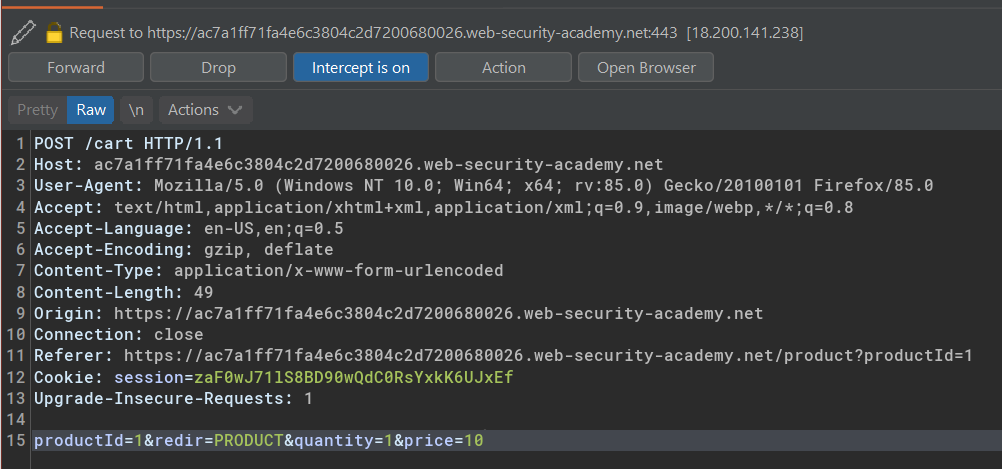 Request to https://ac7a1ff71fa4e6c3804c2d7200680026.web-security-academy.net:443 [18.200.141.238]
Forward Drop Intercept is on Action Open Browser
Pretty Raw \n Actions
1 POST /cart HTTP/1.1
2 Host: ac7a1ff71fa4e6c3804c2d7200680026.web-security-academy.net
3 User-Agent: Mozilla/5.0 (Windows NT 10.0; Win64; x64; rv:85.0) Gecko/20100101 Firefox/85.0
4 Accept: text/html,application/xhtml+xml,application/xml;q=0.9,image/webp,*/*;q=0.8
5 Accept-Language: en-US,en;q=0.5
6 Accept-Encoding: gzip, deflate
7 Content-Type: application/x-www-form-urlencoded
8 Content-Length: 49
9 Origin: https://ac7a1ff71fa4e6c3804c2d7200680026.web-security-academy.net
10 Connection: close
11 Referer: https://ac7a1ff71fa4e6c3804c2d7200680026.web-security-academy.net/product?productId=1
12 Cookie: session=zaF0wJ71lS8BD90wQdC0RsYxkK6UJxEf
13 Upgrade-Insecure-Requests: 1
14
15 productId=1&redir=PRODUCT&quantity=1&price=10